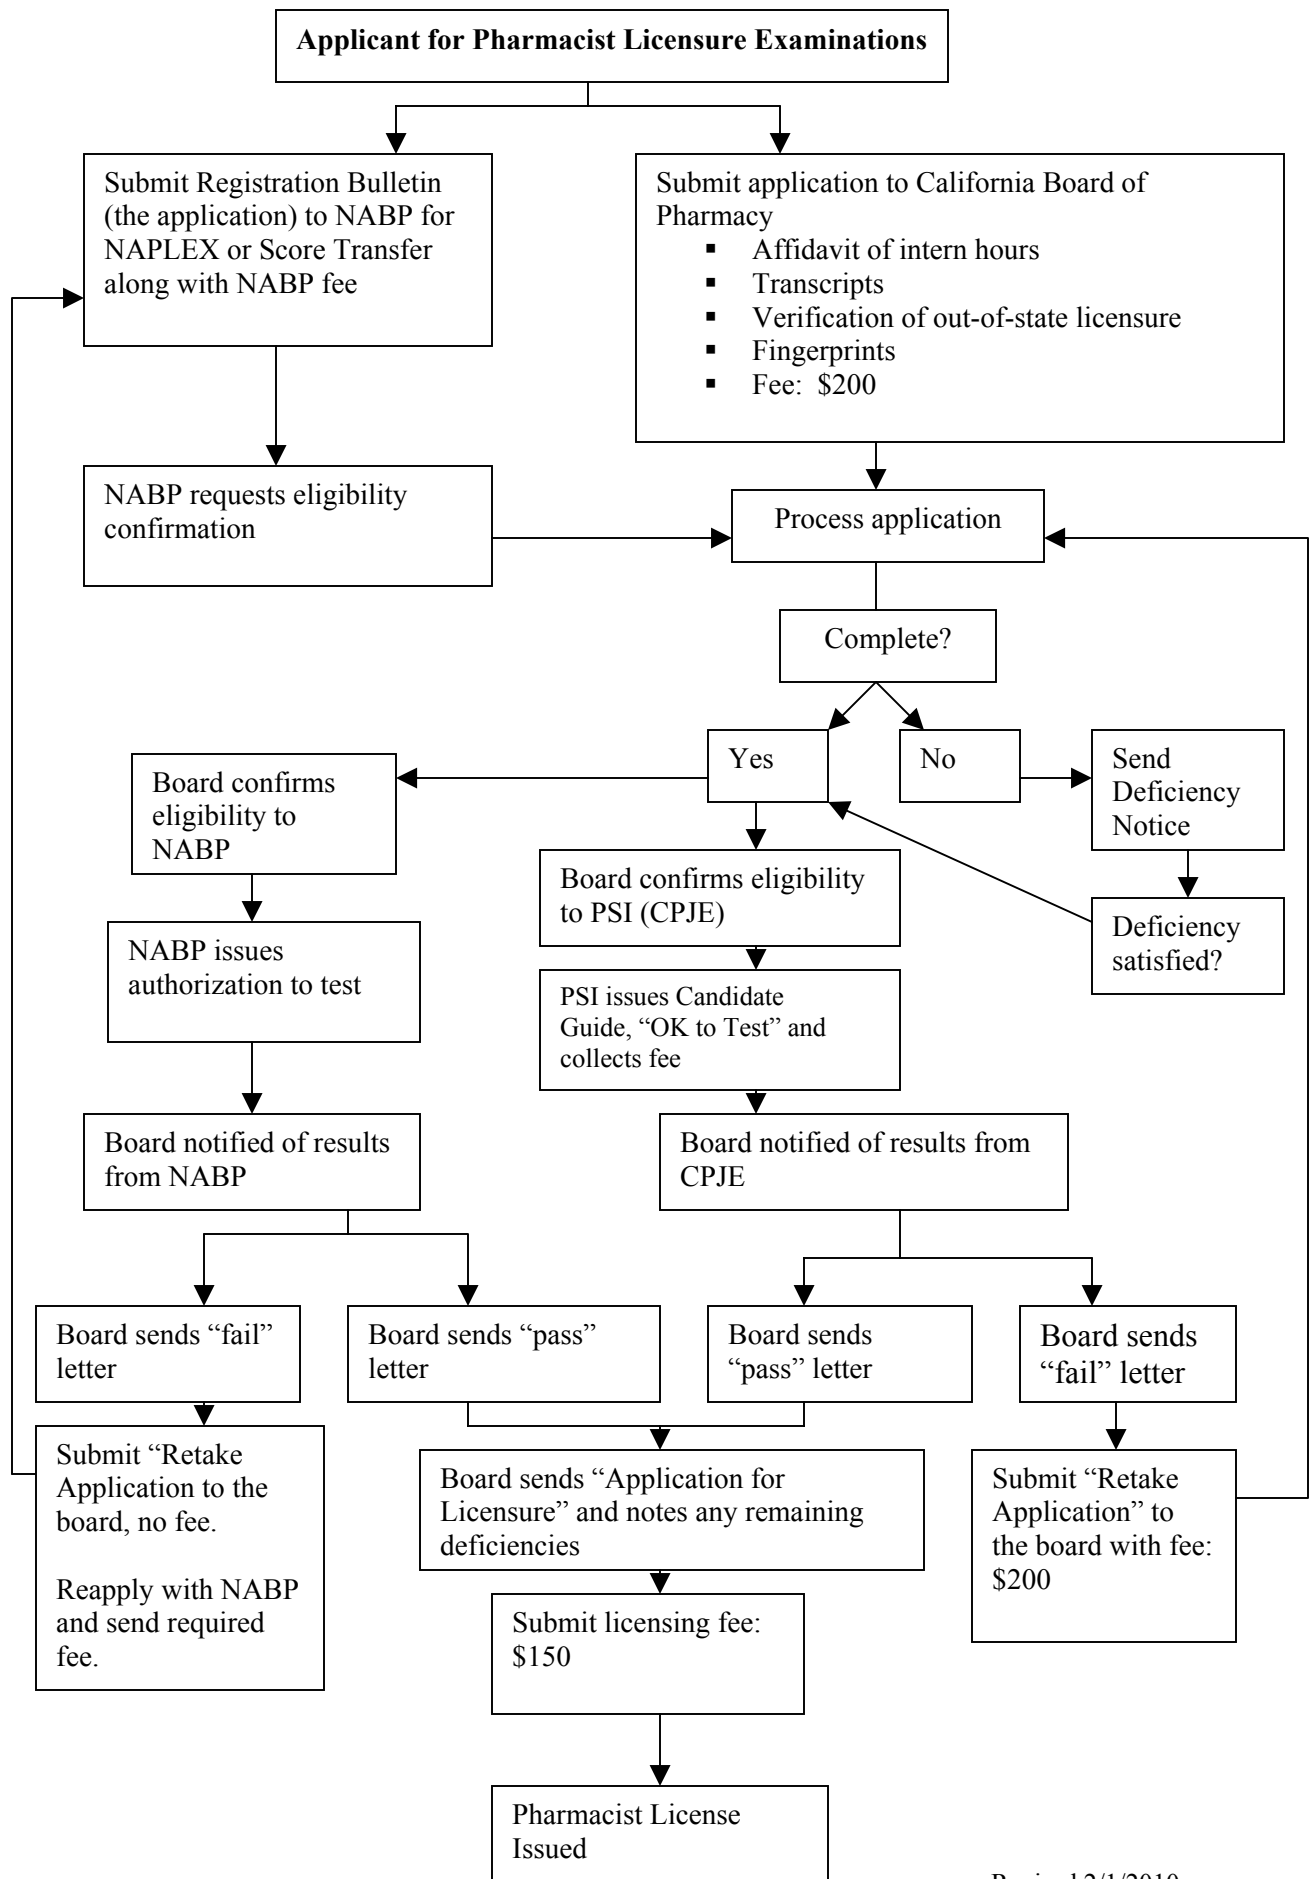 Applicant for Pharmacist Licensure Examinations
Submit Registration Bulletin
(the application) to NABP for
NAPLEX or Score Transfer
along with NABP fee
Submit application to California Board of
Pharmacy
▪ Affidavit of intern hours
▪ Transcripts
▪ Verification of out-of-state licensure
▪ Fingerprints
▪ Fee: $200
NABP requests eligibility
confirmation
Process application
Complete?
Yes
No
Send
Deficiency
Notice
Board confirms
eligibility to
NABP
Board confirms eligibility
to PSI (CPJE)
Deficiency
satisfied?
NABP issues
authorization to test
PSI issues Candidate
Guide, “OK to Test” and
collects fee
Board notified of results
from NABP
Board notified of results from
CPJE
Board sends “fail”
letter
Board sends “pass”
letter
Board sends
“pass” letter
Board sends
“fail” letter
Submit “Retake
Application to the
board, no fee.
Reapply with NABP
and send required
fee.
Board sends “Application for
Licensure” and notes any remaining
deficiencies
Submit “Retake
Application” to
the board with fee:
$200
Submit licensing fee:
$150
Pharmacist License
Issued
Revised 2/1/2010